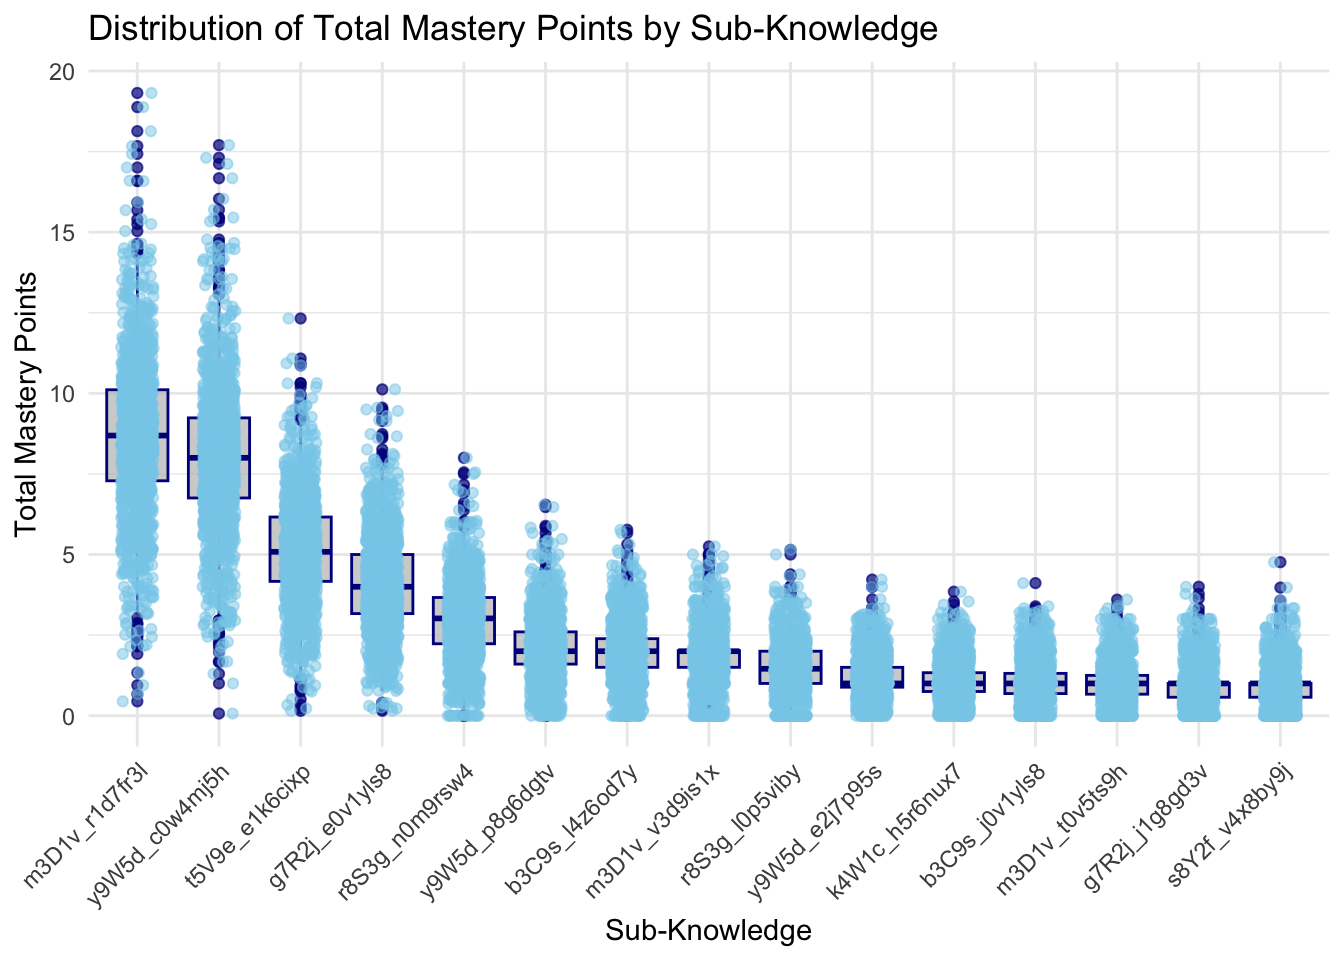 Distribution of Total Mastery Points by Sub-Knowledge
Total Mastery Points
20
15
10
5
0
m3D1v_r1d7fr3l
y9W5d_c0w4mj5h
t5V9e_e1k6cixp
g7R2j_e0v1yls8
r8S3g_n0m9rsw4
y9W5d_p8g6dgtv
b3C9s_l4z6od7y
m3D1v_v3d9is1x
r8S3g_l0p5viby
y9W5d_e2j7p95s
k4W1c_h5r6nux7
b3C9s_j0v1yls8
m3D1v_t0v5ts9h
g7R2j_j1g8gd3v
s8Y2f_v4x8by9j
Sub-Knowledge